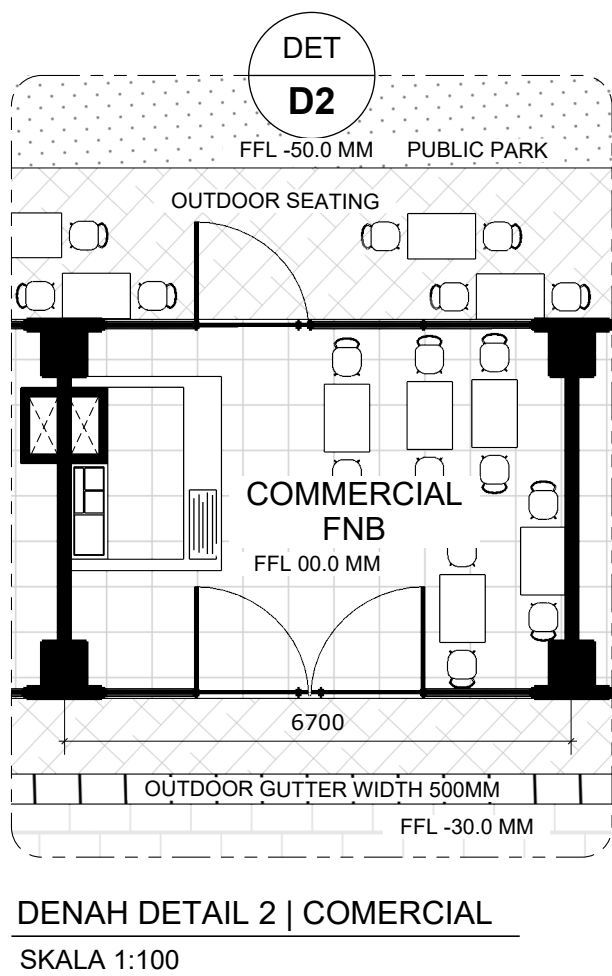 DET
D2
FFL -50.0 MM PUBLIC PARK
OUTDOOR SEATING
COMMERCIAL
FNB
FFL 00.0 MM
6700
OUTDOOR GUTTER WIDTH 500MM
FFL -30.0 MM
DENAH DETAIL 2 | COMERCIAL
SKALA 1:100